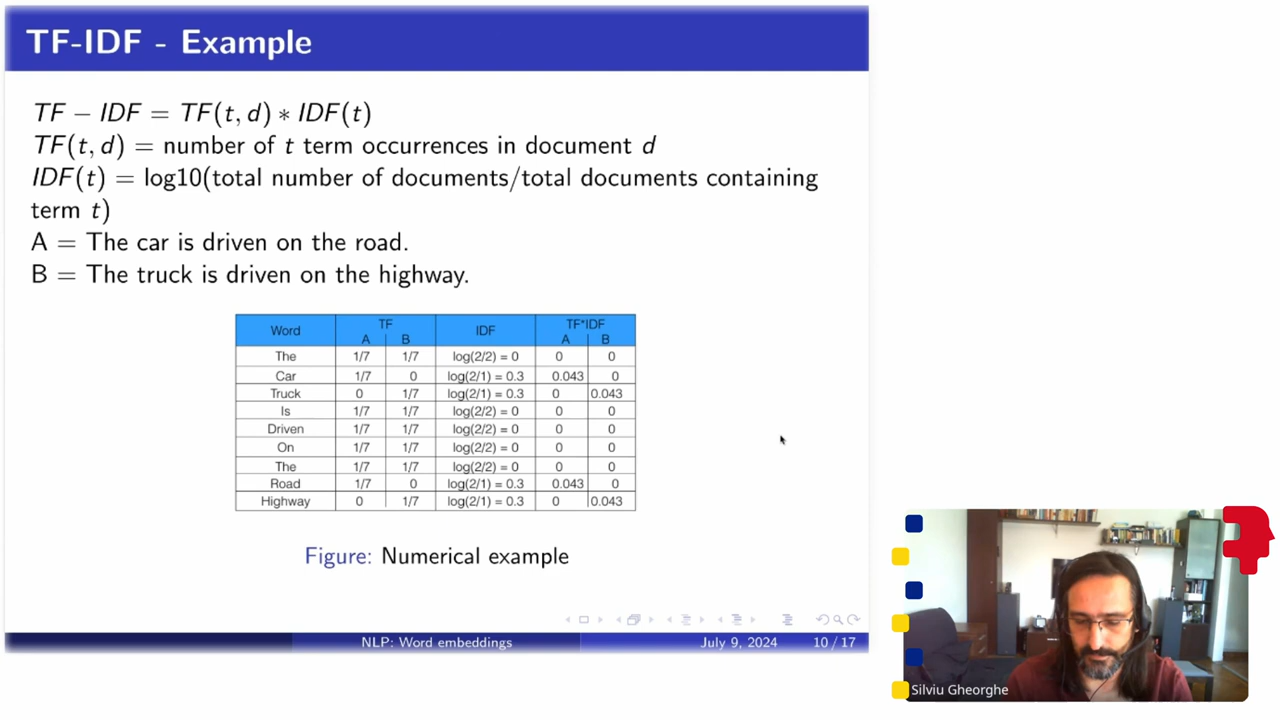 TF-IDF - Example
TF − IDF = TF(t, d) ∗ IDF(t)
TF(t, d) = number of t term occurrences in document d
IDF(t) = log10(total number of documents/total documents containing
term t)
A = The car is driven on the road.
B = The truck is driven on the highway.
Word TF IDF TF*IDF
A B A B
The 1/7 1/7 log(2/2) = 0 0 0
Car 1/7 0 log(2/1) = 0.3 0.043 0
Truck 0 1/7 log(2/1) = 0.3 0 0.043
Is 1/7 1/7 log(2/2) = 0 0 0
Driven 1/7 1/7 log(2/2) = 0 0 0
On 1/7 1/7 log(2/2) = 0 0 0
The 1/7 1/7 log(2/2) = 0 0 0
Road 1/7 0 log(2/1) = 0.3 0.043 0
Highway 0 1/7 log(2/1) = 0.3 0 0.043
Figure: Numerical example
NLP: Word embeddings July 9, 2024 10 / 17
Silviu Gheorghe